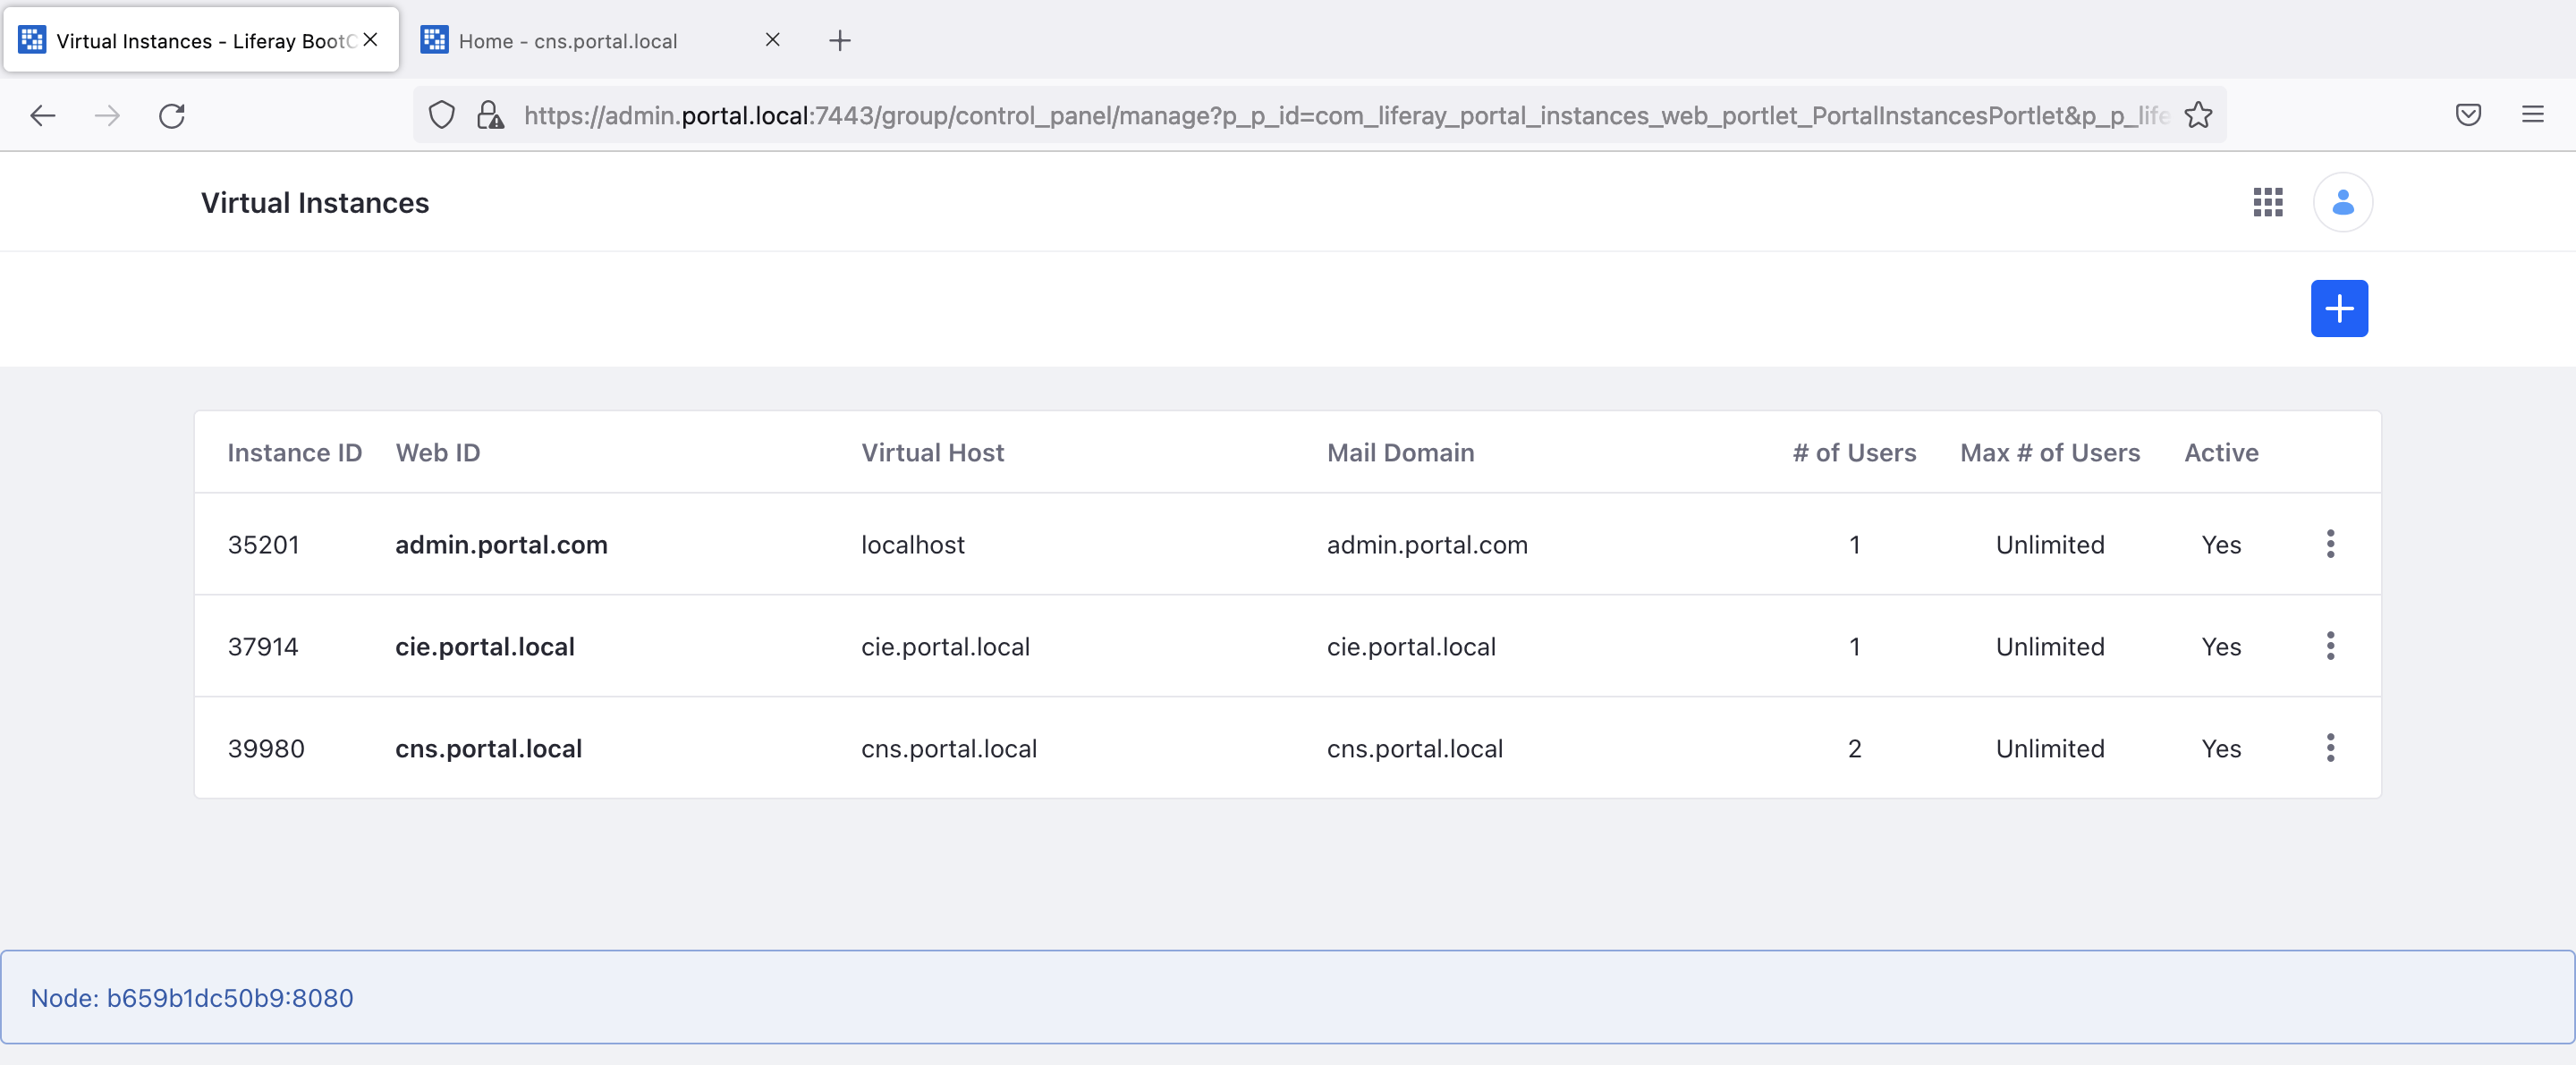 Virtual Instances - Liferay BootC
Home - cns.portal.local
https://admin.portal.local:7443/group/control_panel/manage?p_p_id=com_liferay_portal_instances_web_portlet_PortalInstancesPortlet&p_p_life
Virtual Instances
Instance ID Web ID Virtual Host Mail Domain # of Users Max # of Users Active
35201 admin.portal.com localhost admin.portal.com 1 Unlimited Yes
37914 cie.portal.local cie.portal.local cie.portal.local 1 Unlimited Yes
39980 cns.portal.local cns.portal.local cns.portal.local 2 Unlimited Yes
Node: b659b1dc50b9:8080